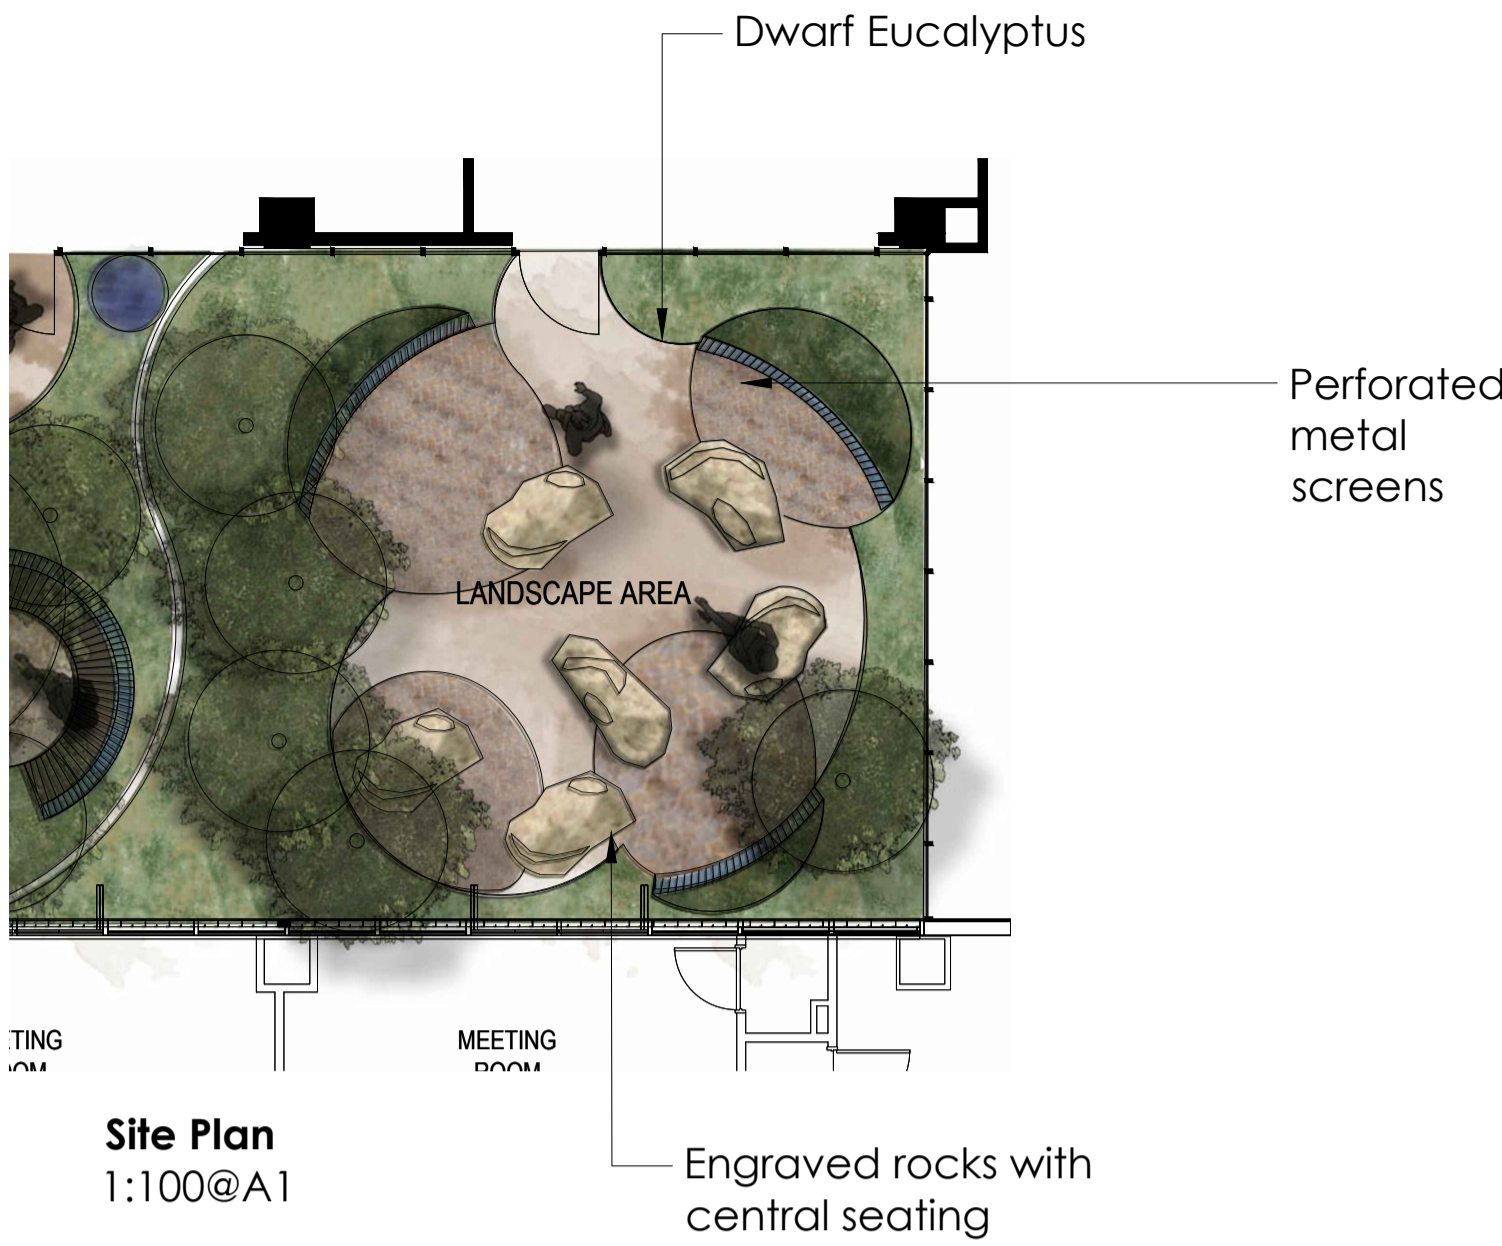 Dwarf Eucalyptus
Perforated
metal
screens
LANDSCAPE AREA
MEETING
Site Plan
1:100@A1
Engraved rocks with
central seating